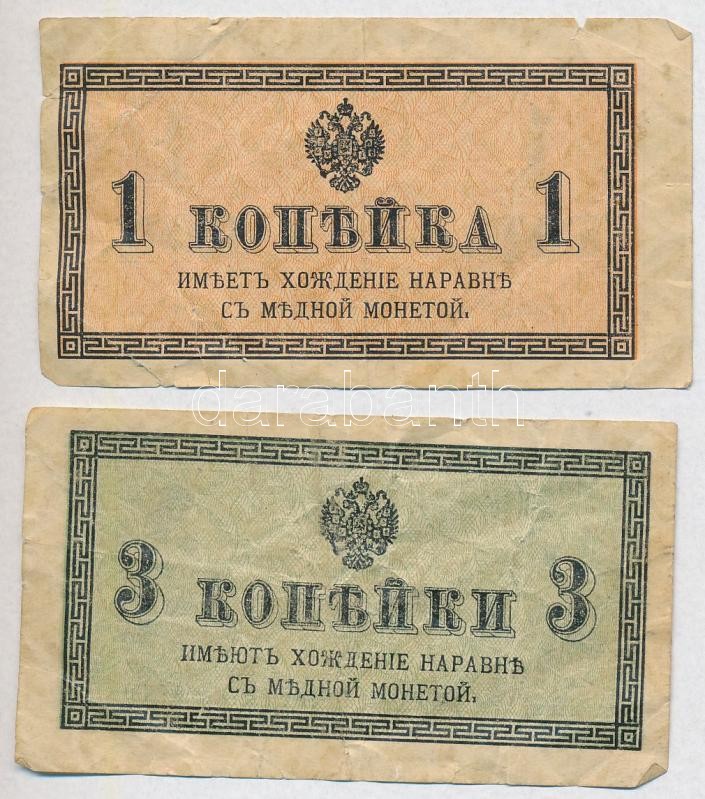 1 КОПѢЙКА 1
ИМѢЕТЪ ХОЖДЕНІЕ НАРАВНѢ
СЪ МѢДНОЙ МОНЕТОЙ.
darabanth
3 КОПѢЙКИ 3
ИМѢЮТЪ ХОЖДЕНІЕ НАРАВНѢ
СЪ МѢДНОЙ МОНЕТОЙ.